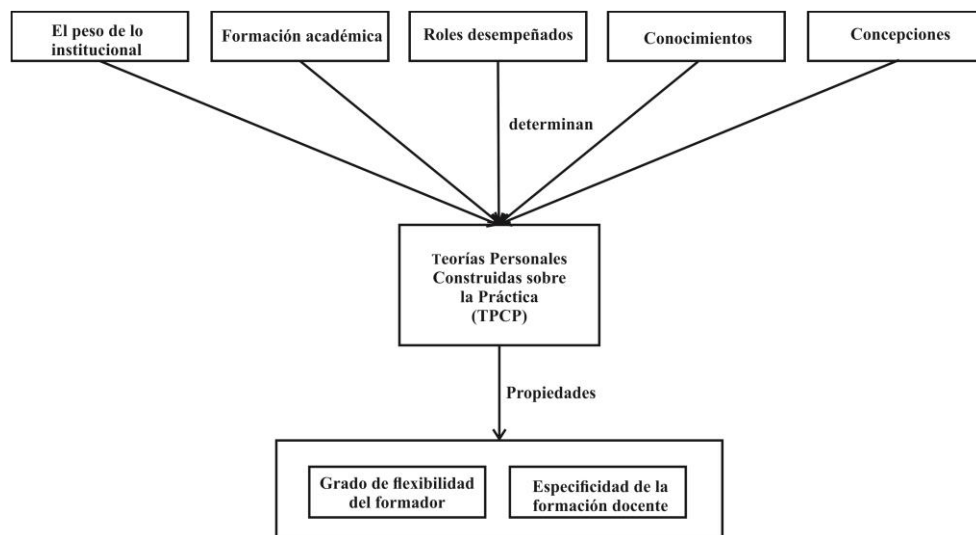 El peso de lo
institucional
Formación académica
Roles desempeñados
Conocimientos
Concepciones
determinan
Teorías Personales
Construidas sobre
la Práctica
(TPCP)
Propiedades
Grado de flexibilidad
del formador
Especificidad de la
formación docente